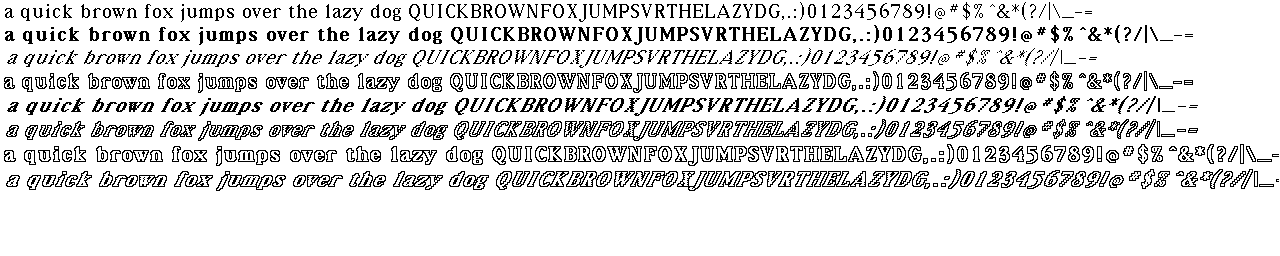 a quick brown fox jumps over the lazy dog QUICKBROWNFOXJUMPSVRTHELAZYDG,.:)0123456789!@#$%^&*(?/|\_-=
a quick brown fox jumps over the lazy dog QUICKBROWNFOXJUMPSVRTHELAZYDG,.:)0123456789!@#$%^&*(?/|\_-=
a quick brown fox jumps over the lazy dog QUICKBROWNFOXJUMPSVRTHELAZYDG,.:)0123456789!@#$%^&*(?/|\_-=
a quick brown fox jumps over the lazy dog QUICKBROWNFOXJUMPSVRTHELAZYDG,.:)0123456789!@#$%^&*(?/|\_-=
a quick brown fox jumps over the lazy dog QUICKBROWNFOXJUMPSVRTHELAZYDG,.:)0123456789!@#$%^&*(?/|\_-=
a quick brown fox jumps over the lazy dog QUICKBROWNFOXJUMPSVRTHELAZYDG,.:)0123456789!@#$%^&*(?/|\_-=
a quick brown fox jumps over the lazy dog QUICKBROWNFOXJUMPSVRTHELAZYDG,.:)0123456789!@#$%^&*(?/|\_-
a quick brown fox jumps over the lazy dog QUICKBROWNFOXJUMPSVRTHELAZYDG,.:)0123456789!@#$%^&*(?/|\_-